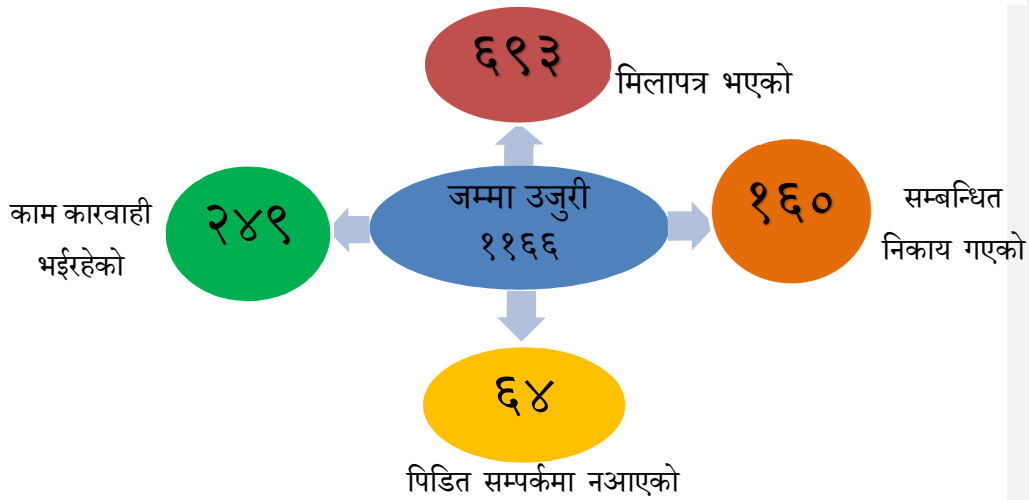 ६९३
मिलापत्र भएको
जम्मा उजुरी
११६६
काम कारवाही
भईरहेको
२४९
१६०
सम्बन्धित
निकाय गएको
६४
पिडित सम्पर्कमा नआएको